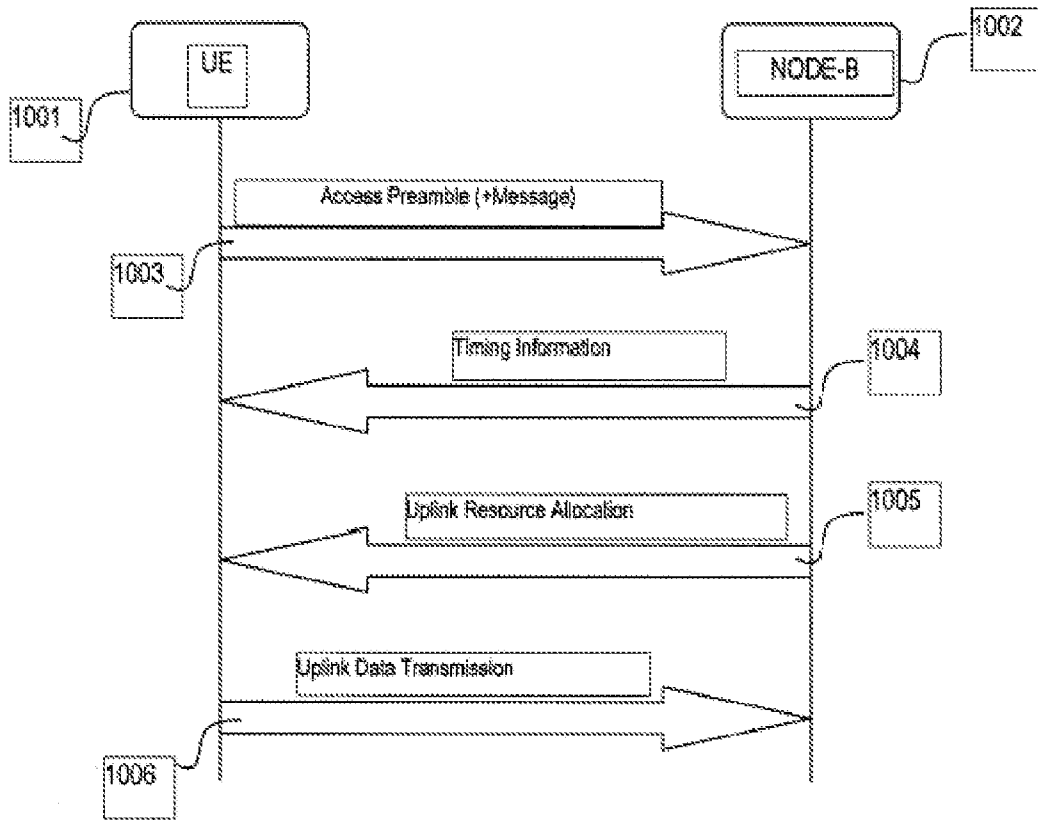 1002
UE
NODE-B
1001
Access Preamble (+Message)
1003
Timing Information
1004
Uplink Resource Allocation
1005
Uplink Data Transmission
1006